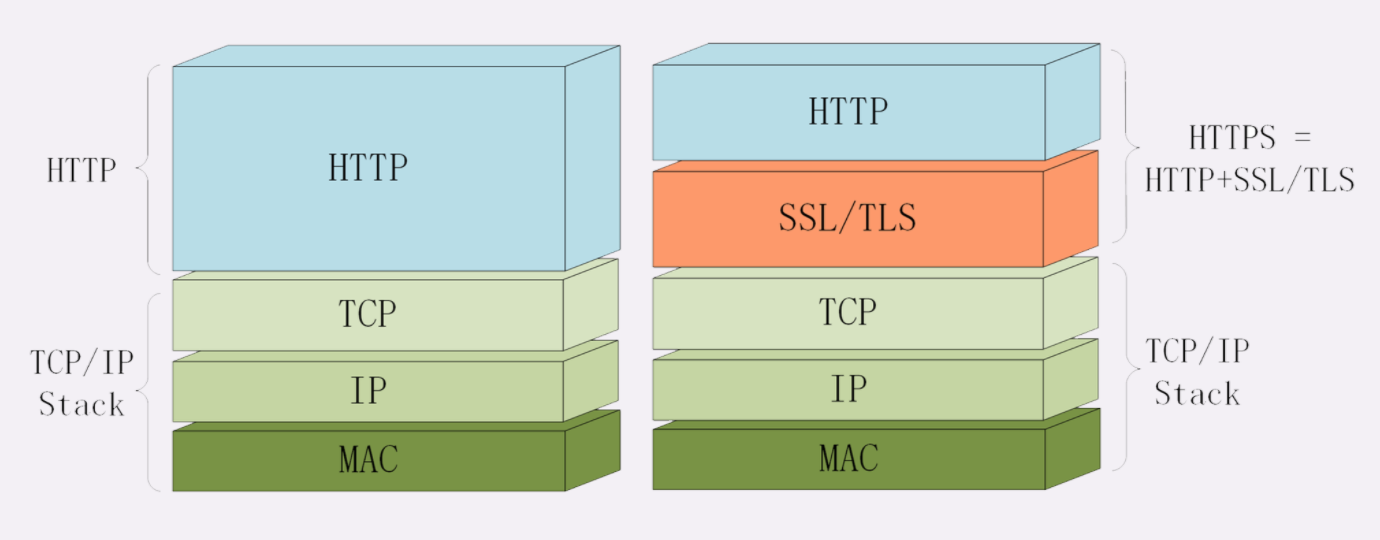 HTTP
HTTP
TCP
TCP/IP
Stack
IP
MAC
HTTP
HTTPS =
HTTP+SSL/TLS
SSL/TLS
TCP
TCP/IP
Stack
IP
MAC